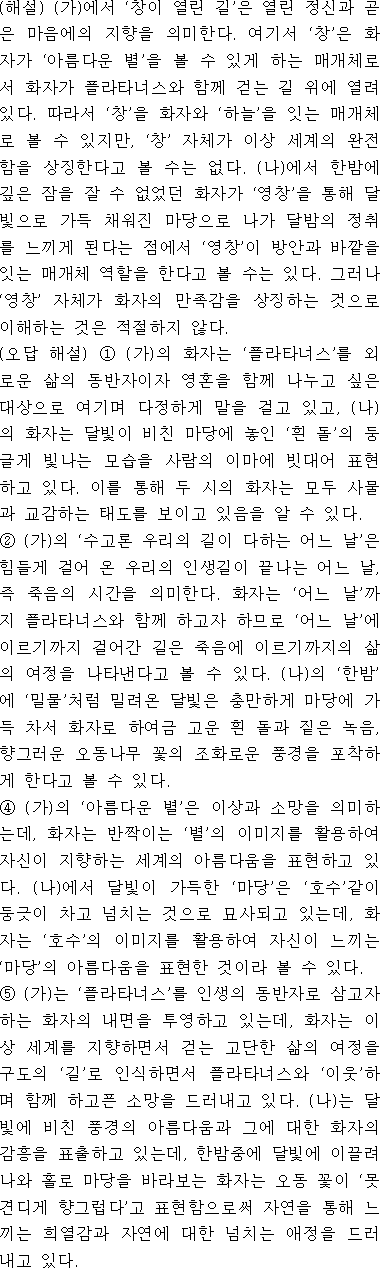 (해설) (가)에서 ‘창이 열린 길’은 열린 정신과 곧
은 마음에의 지향을 의미한다. 여기서 ‘창’은 화
자가 ‘아름다운 별’을 볼 수 있게 하는 매개체로
서 화자가 플라타너스와 함께 걷는 길 위에 열려
있다. 따라서 ‘창’을 화자와 ‘하늘’을 잇는 매개체
로 볼 수 있지만, ‘창’ 자체가 이상 세계의 완전
함을 상징한다고 볼 수는 없다. (나)에서 한밤에
깊은 잠을 잘 수 없었던 화자가 ‘영창’을 통해 달
빛으로 가득 채워진 마당으로 나가 달밤의 정취
를 느끼게 된다는 점에서 ‘영창’이 방안과 바깥을
잇는 매개체 역할을 한다고 볼 수는 있다. 그러나
‘영창’ 자체가 화자의 만족감을 상징하는 것으로
이해하는 것은 적절하지 않다.
(오답 해설) ① (가)의 화자는 ‘플라타너스’를 외
로운 삶의 동반자이자 영혼을 함께 나누고 싶은
대상으로 여기며 다정하게 말을 걸고 있고, (나)
의 화자는 달빛이 비친 마당에 놓인 ‘흰 돌’의 둥
글게 빛나는 모습을 사람의 이마에 빗대어 표현
하고 있다. 이를 통해 두 시의 화자는 모두 사물
과 교감하는 태도를 보이고 있음을 알 수 있다.
② (가)의 ‘수고론 우리의 길이 다하는 어느 날’은
힘들게 걸어 온 우리의 인생길이 끝나는 어느 날,
즉 죽음의 시간을 의미한다. 화자는 ‘어느 날’까
지 플라타너스와 함께 하고자 하므로 ‘어느 날’에
이르기까지 걸어간 길은 죽음에 이르기까지의 삶
의 여정을 나타낸다고 볼 수 있다. (나)의 ‘한밤’
에 ‘밀물’처럼 밀려온 달빛은 충만하게 마당에 가
득 차서 화자로 하여금 고운 흰 돌과 짙은 녹음,
향그러운 오동나무 꽃의 조화로운 풍경을 포착하
게 한다고 볼 수 있다.
④ (가)의 ‘아름다운 별’은 이상과 소망을 의미하
는데, 화자는 반짝이는 ‘별’의 이미지를 활용하여
자신이 지향하는 세계의 아름다움을 표현하고 있
다. (나)에서 달빛이 가득한 ‘마당’은 ‘호수’같이
둥긋이 차고 넘치는 것으로 묘사되고 있는데, 화
자는 ‘호수’의 이미지를 활용하여 자신이 느끼는
‘마당’의 아름다움을 표현한 것이라 볼 수 있다.
⑤ (가)는 ‘플라타너스’를 인생의 동반자로 삼고자
하는 화자의 내면을 투영하고 있는데, 화자는 이
상 세계를 지향하면서 걷는 고단한 삶의 여정을
구도의 ‘길’로 인식하면서 플라타너스와 ‘이웃’하
며 함께 하고픈 소망을 드러내고 있다. (나)는 달
빛에 비친 풍경의 아름다움과 그에 대한 화자의
감흥을 표출하고 있는데, 한밤중에 달빛에 이끌려
나와 홀로 마당을 바라보는 화자는 오동 꽃이 ‘못
견디게 향그럽다’고 표현함으로써 자연을 통해 느
끼는 희열감과 자연에 대한 넘치는 애정을 드러
내고 있다.